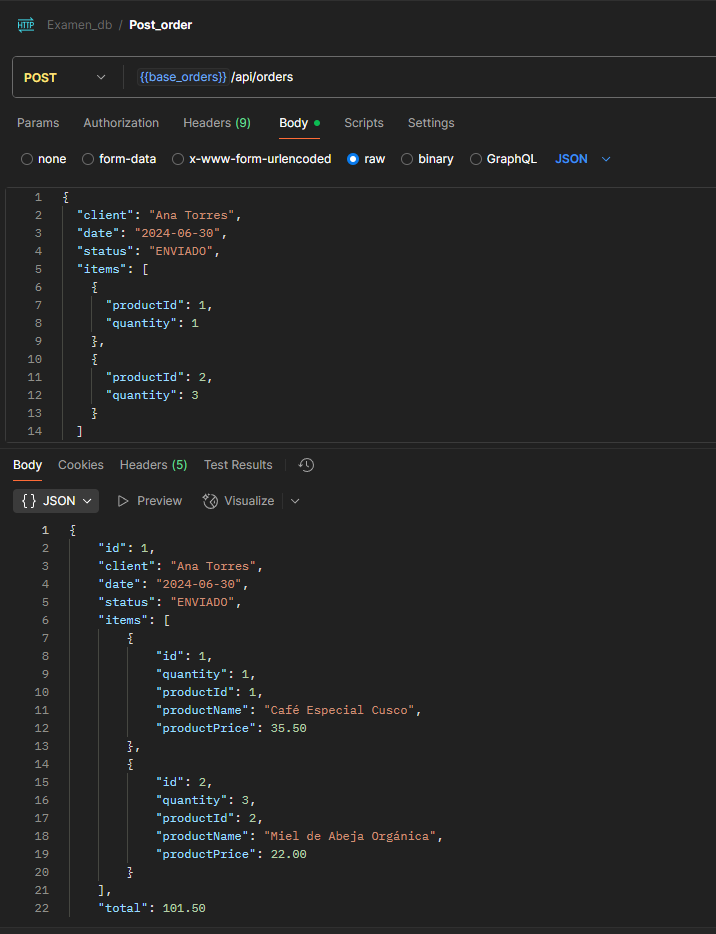 HTTP Examen_db / Post_order
POST {{base_orders}} /api/orders
Params Authorization Headers (9) Body Scripts Settings
none form-data x-www-form-urlencoded raw binary GraphQL JSON
1 {
2 "client": "Ana Torres",
3 "date": "2024-06-30",
4 "status": "ENVIADO",
5 "items": [
6 {
7 "productId": 1,
8 "quantity": 1
9 },
10 {
11 "productId": 2,
12 "quantity": 3
13 }
14 ]
Body Cookies Headers (5) Test Results
{} JSON Preview Visualize
1 {
2 "id": 1,
3 "client": "Ana Torres",
4 "date": "2024-06-30",
5 "status": "ENVIADO",
6 "items": [
7 {
8 "id": 1,
9 "quantity": 1,
10 "productId": 1,
11 "productName": "Café Especial Cusco",
12 "productPrice": 35.50
13 },
14 {
15 "id": 2,
16 "quantity": 3,
17 "productId": 2,
18 "productName": "Miel de Abeja Orgánica",
19 "productPrice": 22.00
20 }
21 ],
22 "total": 101.50